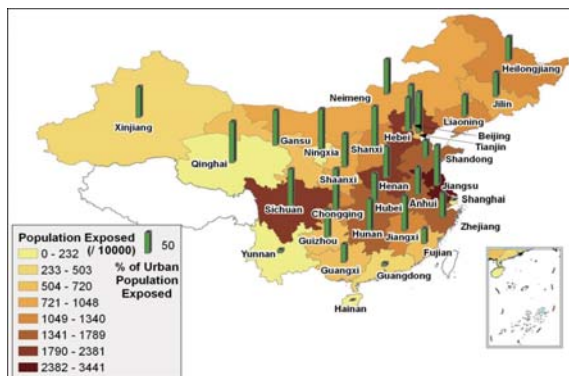 Heilongjiang
Neimeng
Jilin
Xinjiang
Liaoning
Gansu
Hebei
Beijing
Tianjin
Qinghai
Ningxia
Shanxi
Shandong
Shaanxi
Henan
Jiangsu
Sichuan
Anhui
Shanghai
Chongqing
Hubei
Zhejiang
Hunan
Jiangxi
Guizhou
Fujian
Yunnan
Guangxi
Guangdong
Hainan
Population Exposed
(/ 10000)
50
% of Urban
Population
Exposed
0 - 232
233 - 503
504 - 720
721 - 1048
1049 - 1340
1341 - 1789
1790 - 2381
2382 - 3441